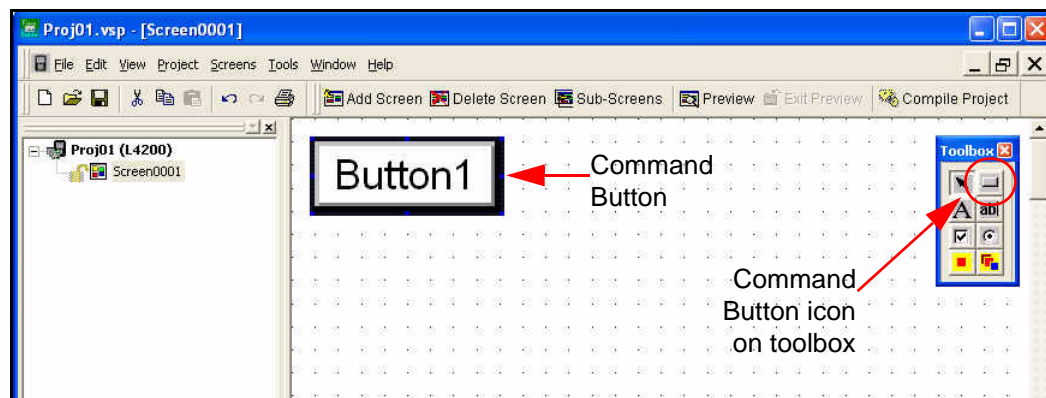 Proj01.vsp - [Screen0001]
File Edit View Project Screens Tools Window Help
Add Screen Delete Screen Sub-Screens Preview Exit Preview Compile Project
Proj01 (L4200)
Screen0001
Button1
Command
Button
Toolbox
A ab|
Command
Button icon
on toolbox